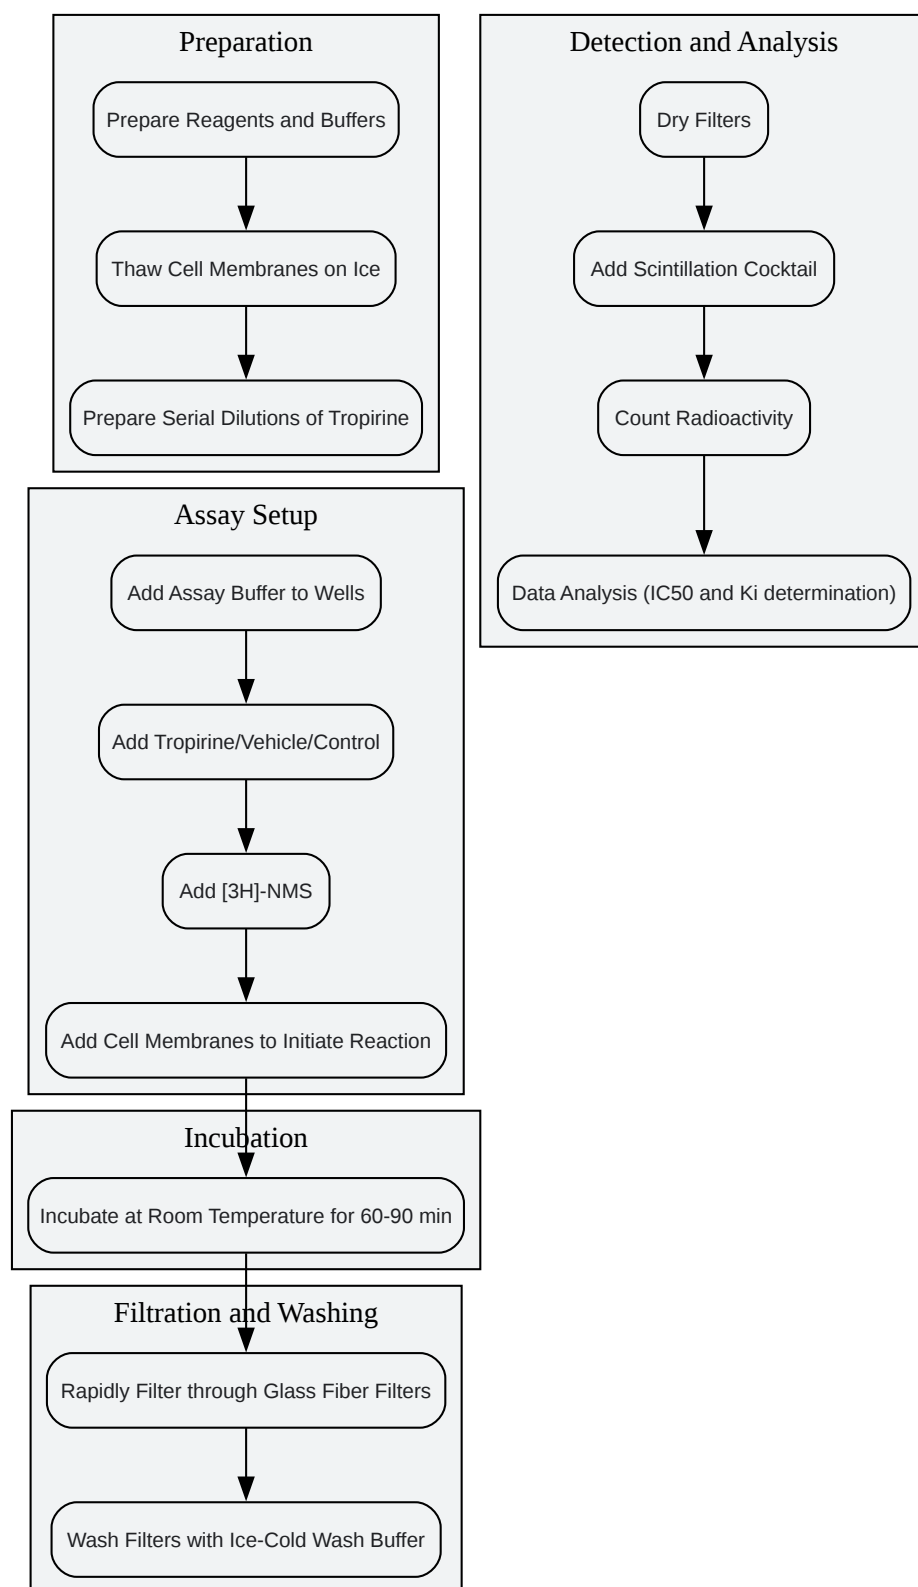 Preparation
Prepare Reagents and Buffers
Thaw Cell Membranes on Ice
Prepare Serial Dilutions of Tropirine
Assay Setup
Add Assay Buffer to Wells
Add Tropirine/Vehicle/Control
Add [3H]-NMS
Add Cell Membranes to Initiate Reaction
Incubation
Incubate at Room Temperature for 60-90 min
Filtration and Washing
Rapidly Filter through Glass Fiber Filters
Wash Filters with Ice-Cold Wash Buffer
Detection and Analysis
Dry Filters
Add Scintillation Cocktail
Count Radioactivity
Data Analysis (IC50 and Ki determination)